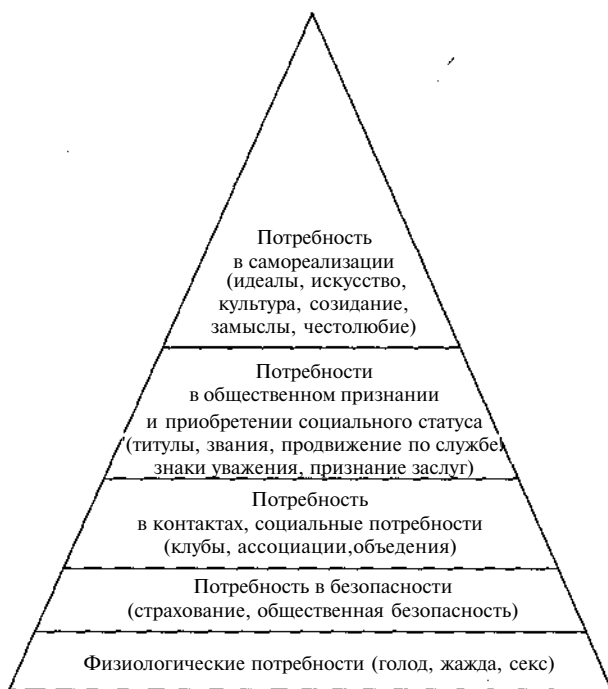 Потребность
в самореализации
(идеалы, искусство,
культура, созидание,
замыслы, честолюбие)
Потребности
в общественном признании
и приобретении социального статуса
(титулы, звания, продвижение по службе,
знаки уважения, признание заслуг)
Потребность
в контактах, социальные потребности
(клубы, ассоциации,объедения)
Потребность в безопасности
(страхование, общественная безопасность)
Физиологические потребности (голод, жажда, секс)